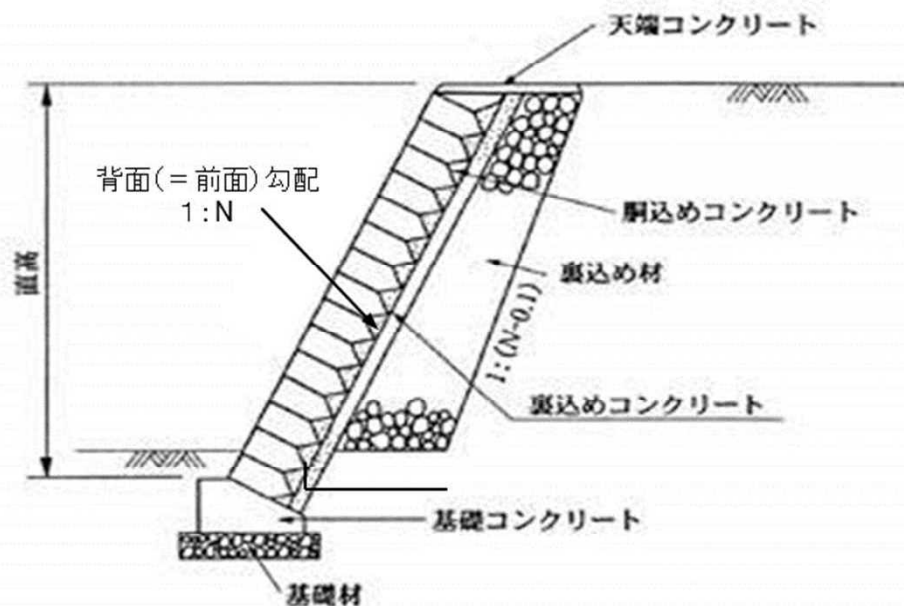 天端コンクリート
背面(=前面)勾配
1:N
胴込めコンクリート
直高
裏込め材
1:(N-0.1)
裏込めコンクリート
基礎コンクリート
基礎材